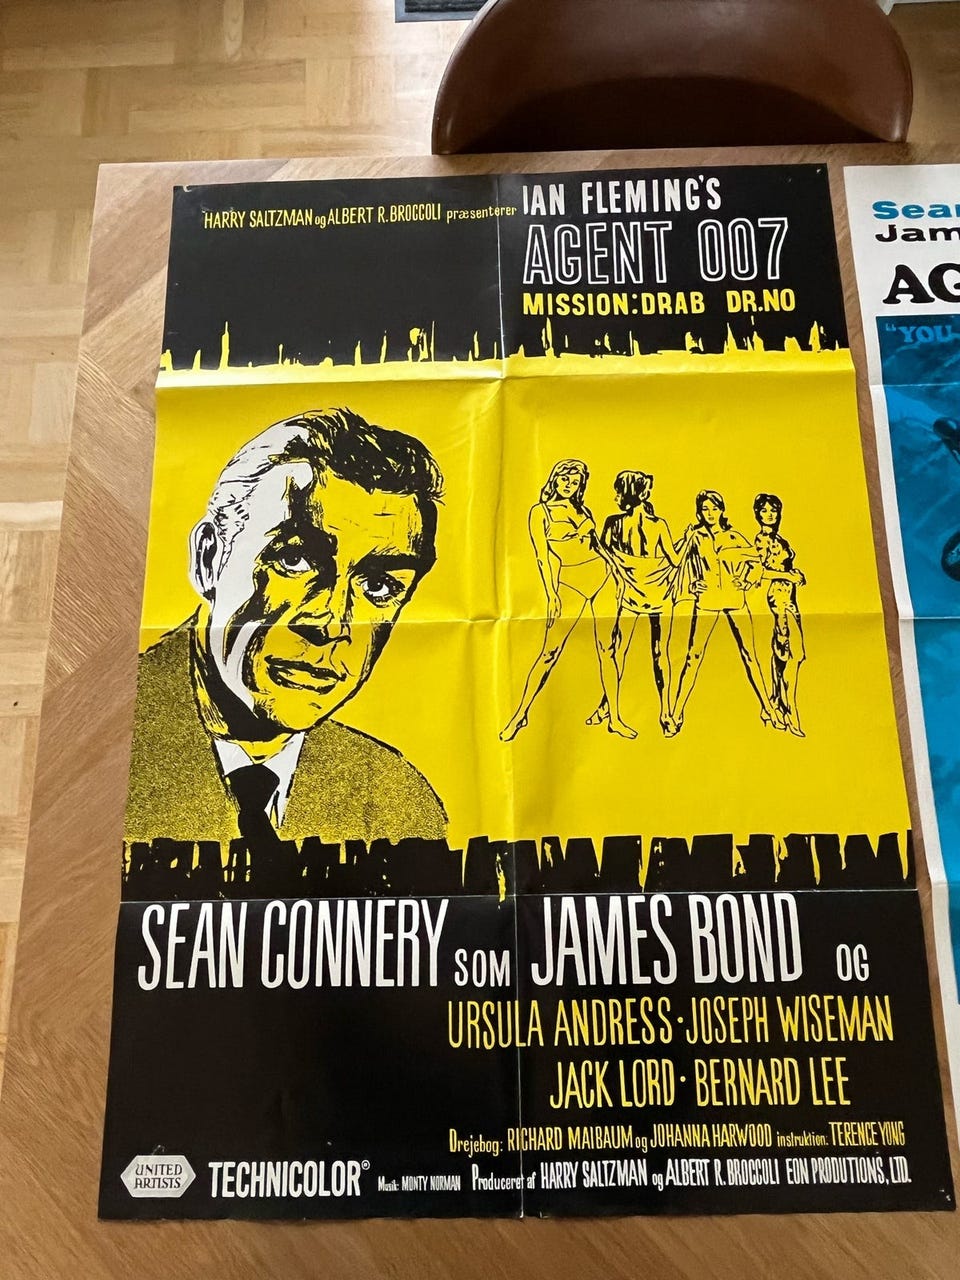 HARRY SALTZMAN og ALBERT R. BROCCOLI præsenterer
IAN FLEMING'S
AGENT 007
MISSION: DRAB DR. NO
SEAN CONNERY SOM JAMES BOND OG
URSULA ANDRESS · JOSEPH WISEMAN
JACK LORD · BERNARD LEE
Drejebog: RICHARD MAIBAUM og JOHANNA HARWOOD instruktion: TERENCE YONG
UNITED
ARTISTS
TECHNICOLOR®
Musik: MONTY NORMAN
Produceret af HARRY SALTZMAN og ALBERT R. BROCCOLI EON PRODUTIONS, LTD.
Sean
Jam
AG
"YOU